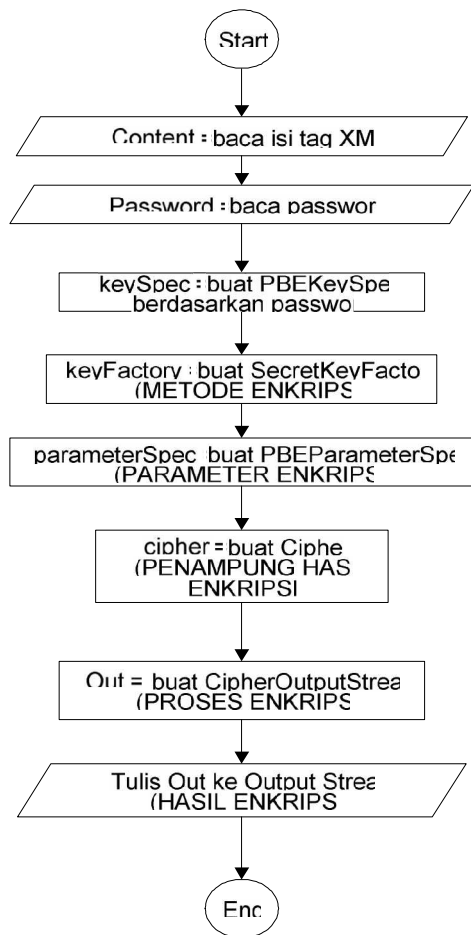 Start
Content = baca isi tag XM
Password = baca passwor
keySpec = buat PBEKeySpe
berdasarkan passwo
keyFactory = buat SecretKeyFacto
(METODE ENKRIPS
parameterSpec = buat PBEParameterSpe
(PARAMETER ENKRIPS
cipher = buat Ciphe
(PENAMPUNG HAS
ENKRIPSI
Out = buat CipherOutputStrea
(PROSES ENKRIPS
Tulis Out ke Output Strea
(HASIL ENKRIPS
Enc